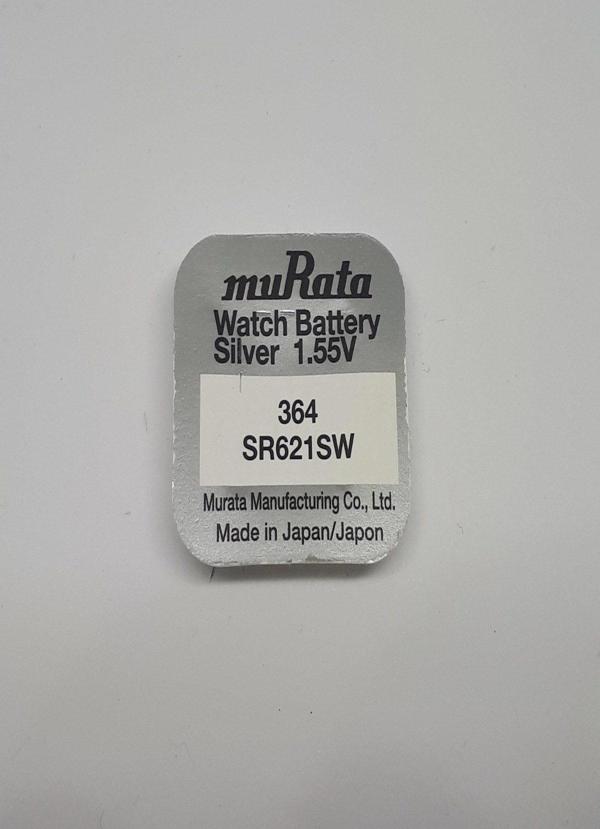 muRata
Watch Battery
Silver 1.55V
364
SR621SW
Murata Manufacturing Co., Ltd.
Made in Japan/Japon